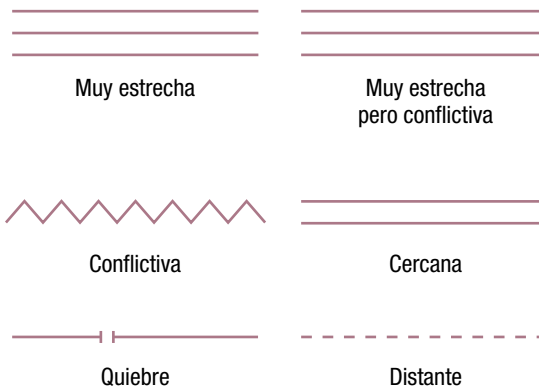 Muy estrecha
Muy estrecha
pero conflictiva
Conflictiva
Cercana
Quiebre
Distante